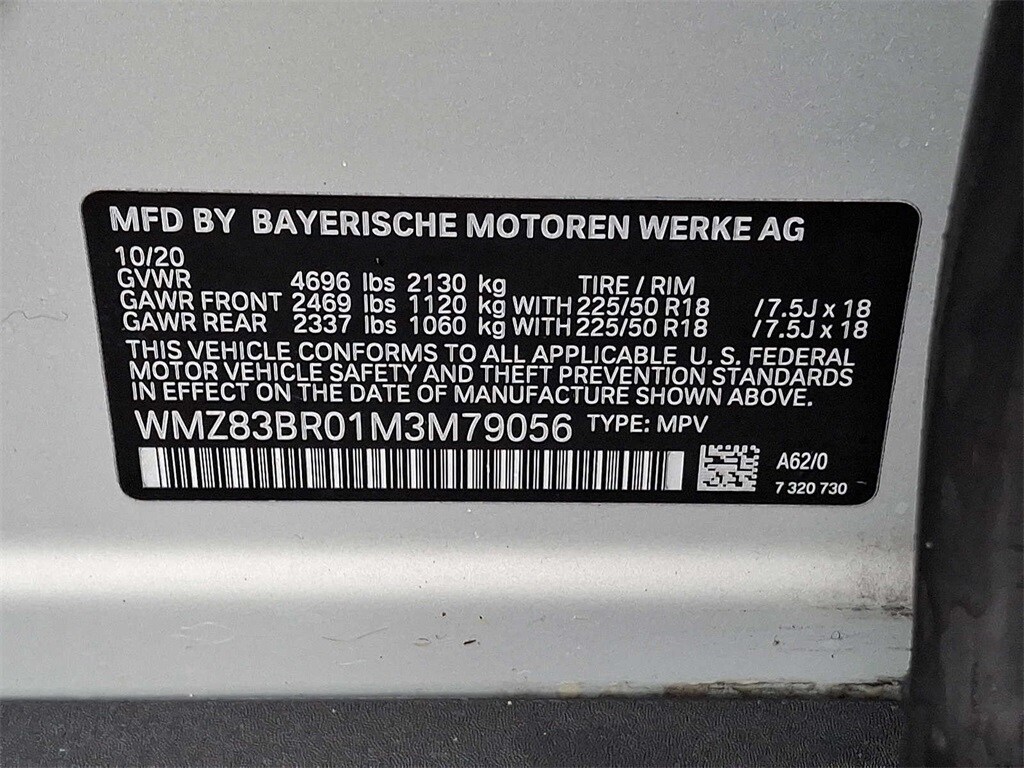 MFD BY BAYERISCHE MOTOREN WERKE AG
10/20
GVWR 4696 lbs 2130 kg TIRE / RIM
GAWR FRONT 2469 lbs 1120 kg WITH 225/50 R18 /7.5J x 18
GAWR REAR 2337 lbs 1060 kg WITH 225/50 R18 /7.5J x 18
THIS VEHICLE CONFORMS TO ALL APPLICABLE U. S. FEDERAL
MOTOR VEHICLE SAFETY AND THEFT PREVENTION STANDARDS
IN EFFECT ON THE DATE OF MANUFACTURE SHOWN ABOVE.
WMZ83BR01M3M79056 TYPE: MPV
A62/0
7 320 730